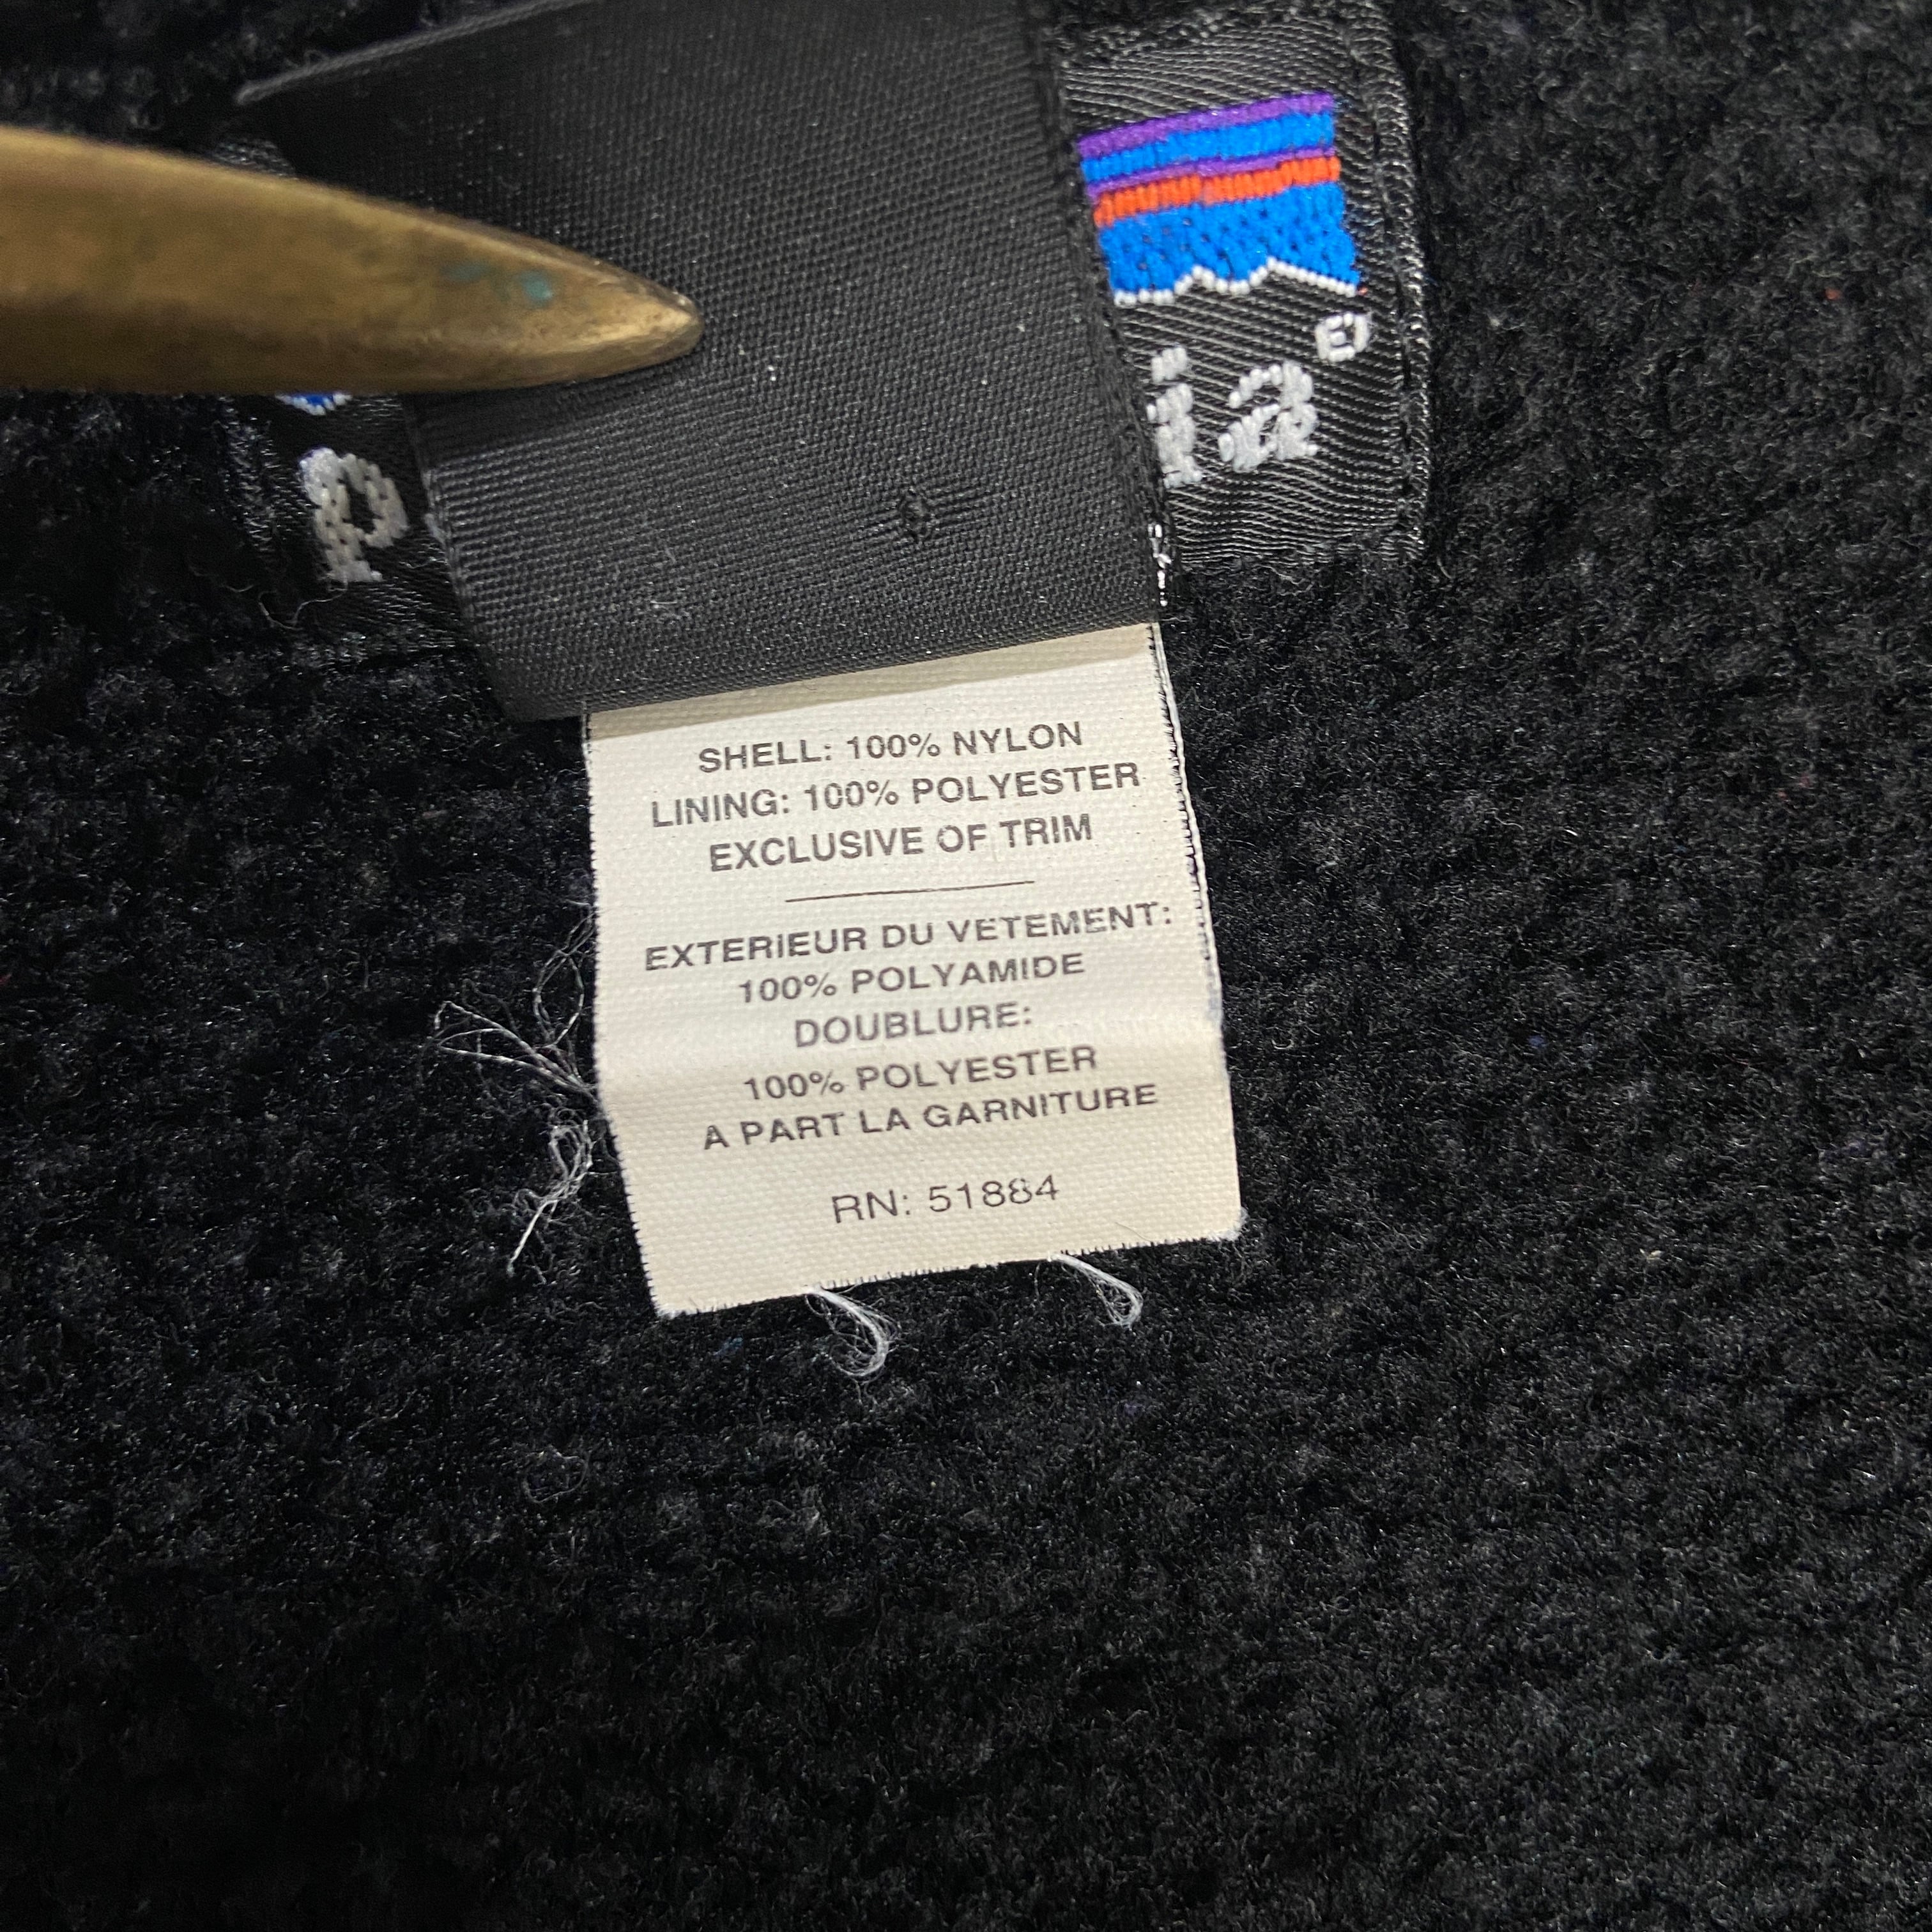 p
ia
SHELL: 100% NYLON
LINING: 100% POLYESTER
EXCLUSIVE OF TRIM
EXTERIEUR DU VETEMENT:
100% POLYAMIDE
DOUBLURE:
100% POLYESTER
A PART LA GARNITURE
RN: 51884